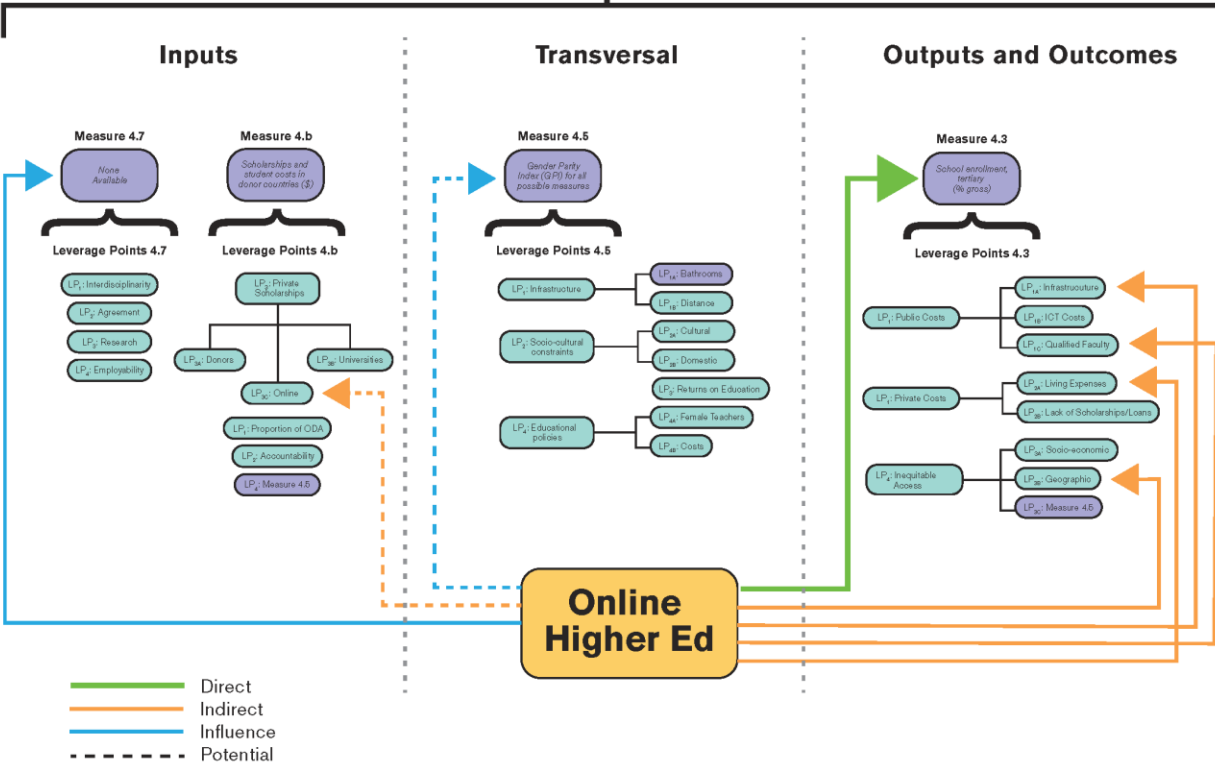 Inputs
Transversal
Outputs and Outcomes
Measure 4.7
None
Available
Leverage Points 4.7
LP1: Interdisciplinarity
LP2: Agreement
LP3: Research
LP4: Employability
Measure 4.b
Scholarships and
student costs in
donor countries ($)
Leverage Points 4.b
LP3: Private
Scholarships
LP3A: Donors
LP3B: Universities
LP3C: Online
LP1: Proportion of ODA
LP2: Accountability
LP4: Measure 4.5
Measure 4.5
Gender Parity
Index (GPI) for all
possible measures
Leverage Points 4.5
LP1: Infrastructure
LP1A: Bathrooms
LP1B: Distance
LP2: Socio-cultural
constraints
LP2A: Cultural
LP2B: Domestic
LP3: Returns on Education
LP4: Educational
policies
LP4A: Female Teachers
LP4B: Costs
Measure 4.3
School enrollment,
tertiary
(% gross)
Leverage Points 4.3
LP1: Public Costs
LP1A: Infrastrucuture
LP1B: ICT Costs
LP1C: Qualified Faculty
LP1: Private Costs
LP2A: Living Expenses
LP2B: Lack of Scholarships/Loans
LP4: Inequitable
Access
LP3A: Socio-economic
LP3B: Geographic
LP3C: Measure 4.5
Online
Higher Ed
Direct
Indirect
Influence
Potential